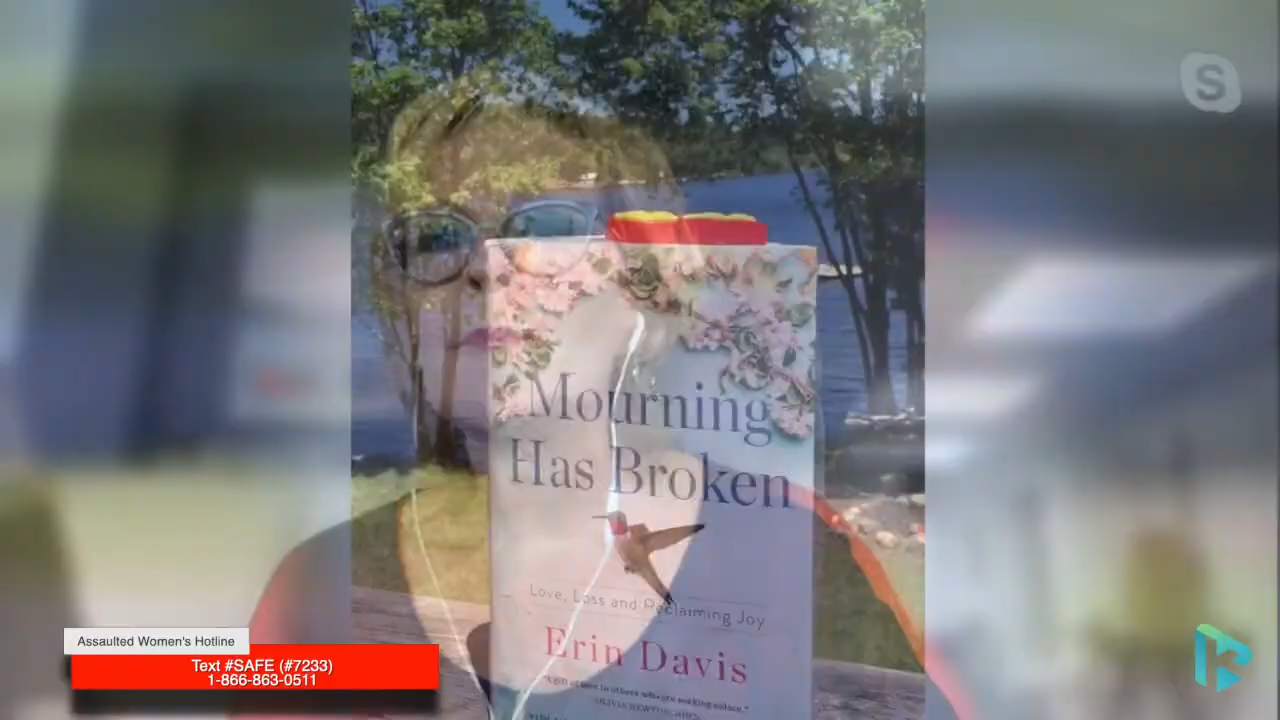 S
Mourning
Has Broken
Love, Loss and Reclaiming Joy
Erin Davis
Assaulted Women's Hotline
Text #SAFE (#7233)
1-866-863-0511